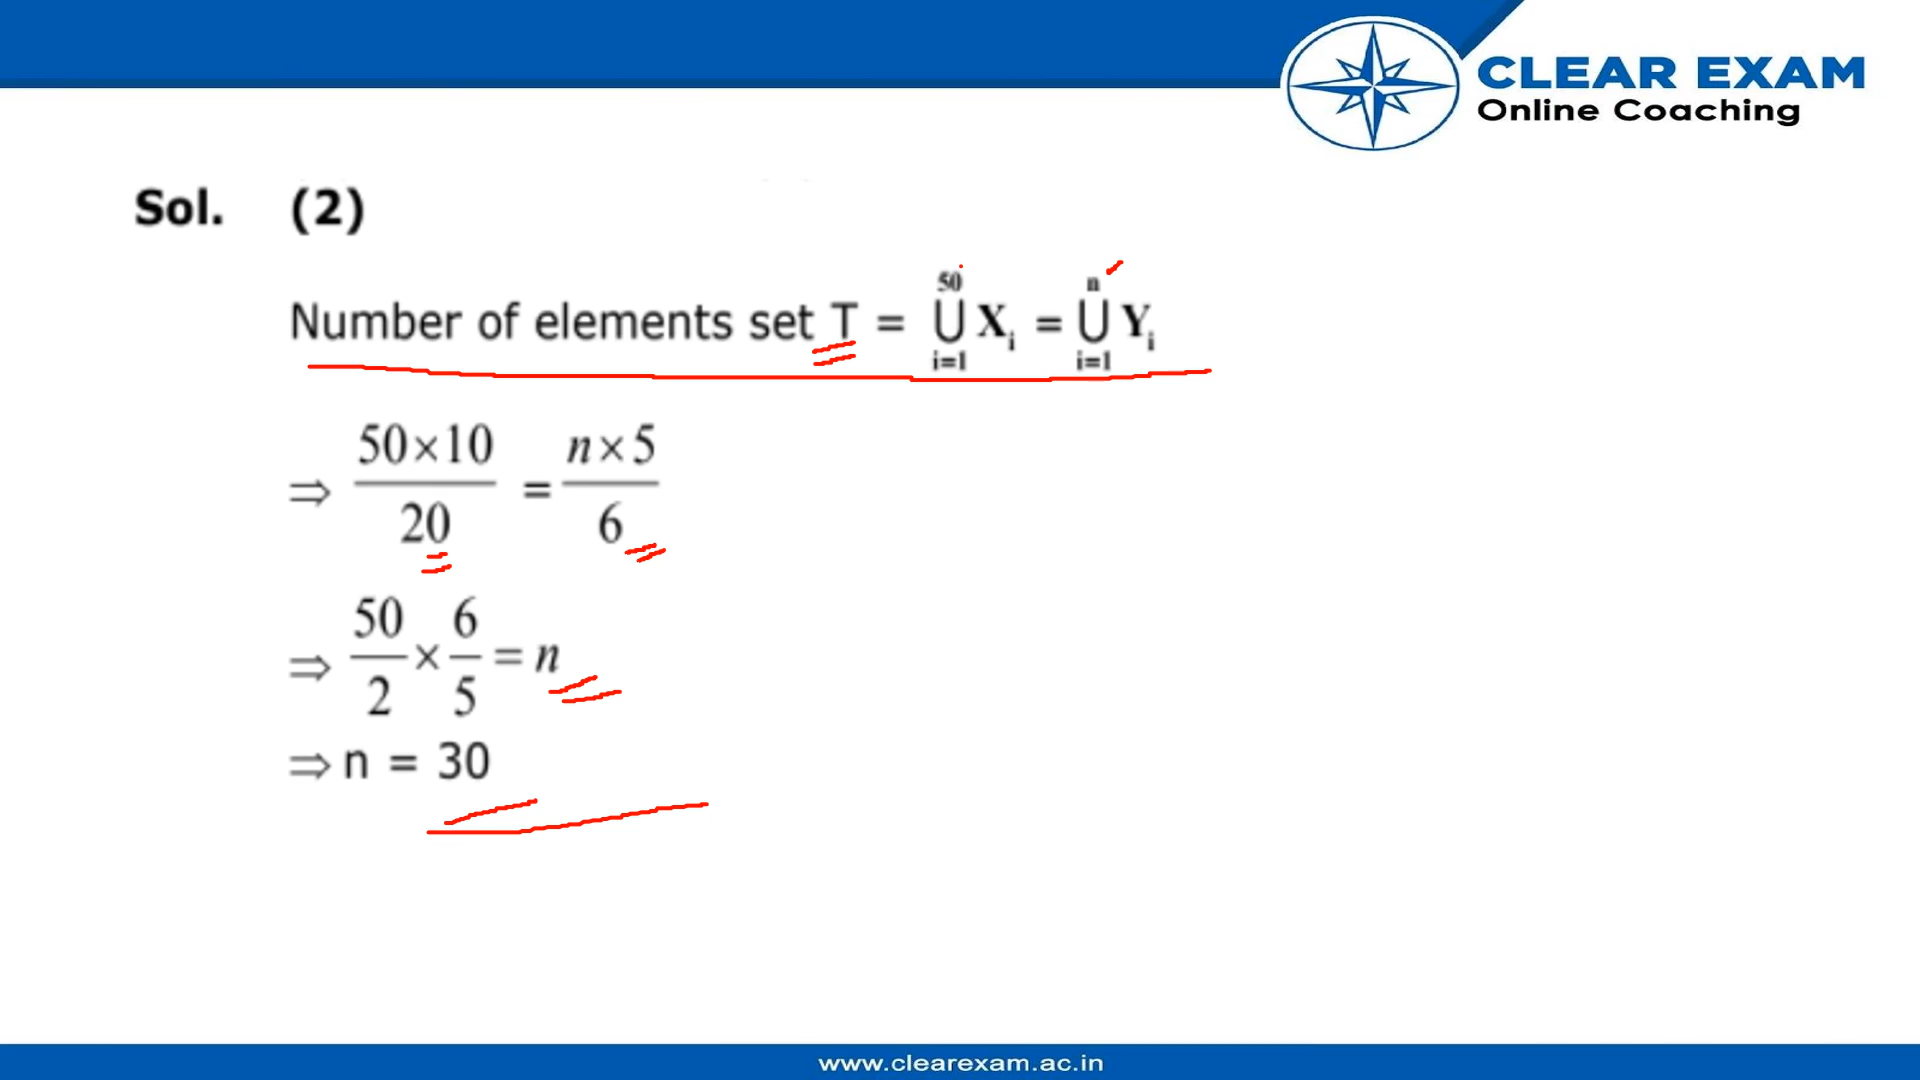 CLEAR EXAM
Online Coaching
Sol. (2)
Number of elements set T = ⋃_{i=1}^{50} X_i = ⋃_{i=1}^{n} Y_i
⇒ 50×10/20 = n×5/6
⇒ 50/2 × 6/5 = n
⇒ n = 30
www.clearexam.ac.in